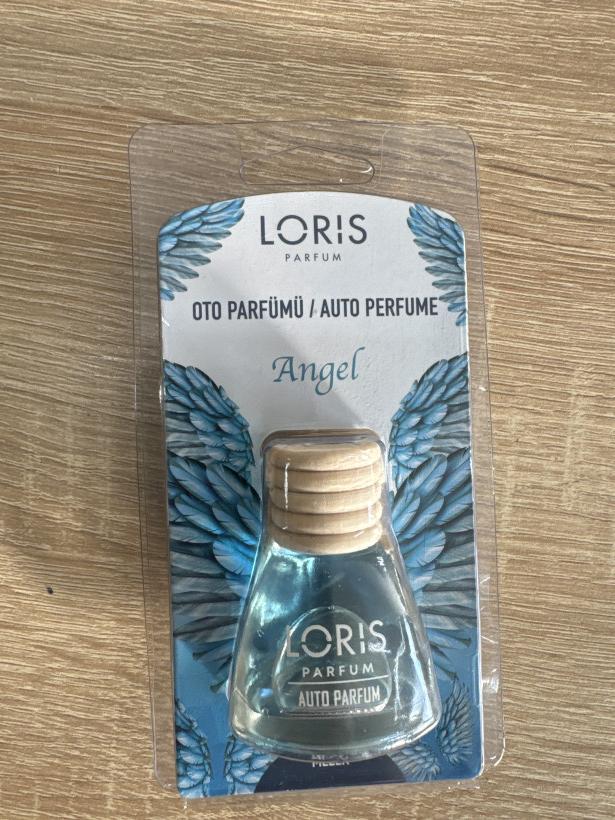 LORIS
PARFUM
OTO PARFÜMÜ / AUTO PERFUME
Angel
LORIS
PARFUM
AUTO PARFUM